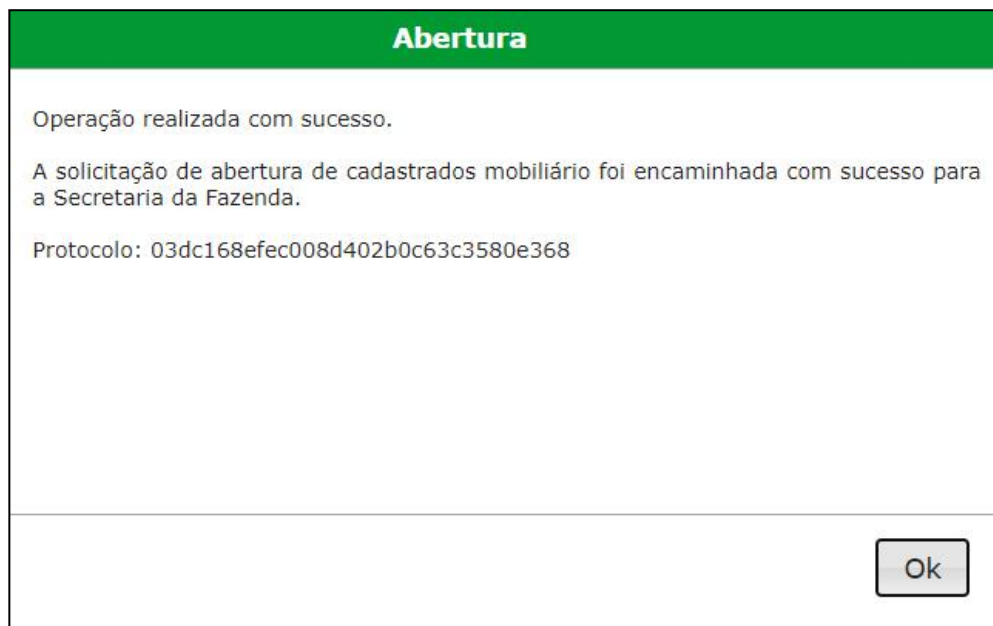 Abertura
Operação realizada com sucesso.
A solicitação de abertura de cadastrados mobiliário foi encaminhada com sucesso para
a Secretaria da Fazenda.
Protocolo: 03dc168efec008d402b0c63c3580e368
Ok